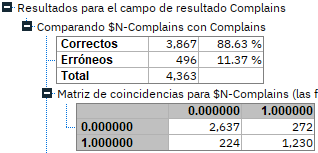 Resultados para el campo de resultado Complains
Comparando $N-Complains con Complains
Correctos 3,867 88.63 %
Erróneos 496 11.37 %
Total 4,363
Matriz de coincidencias para $N-Complains (las f
0.000000 1.000000
0.000000 2,637 272
1.000000 224 1,230